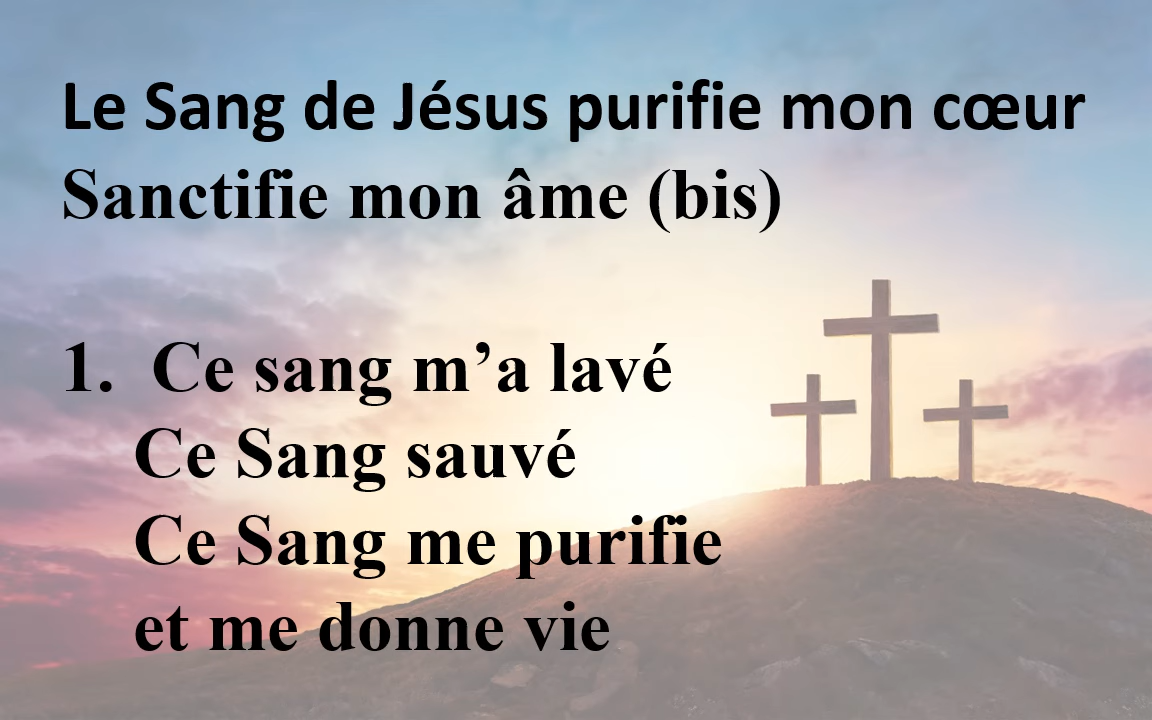 Le Sang de Jésus purifie mon cœur
Sanctifie mon âme (bis)
1. Ce sang m’a lavé
Ce Sang sauvé
Ce Sang me purifie
et me donne vie